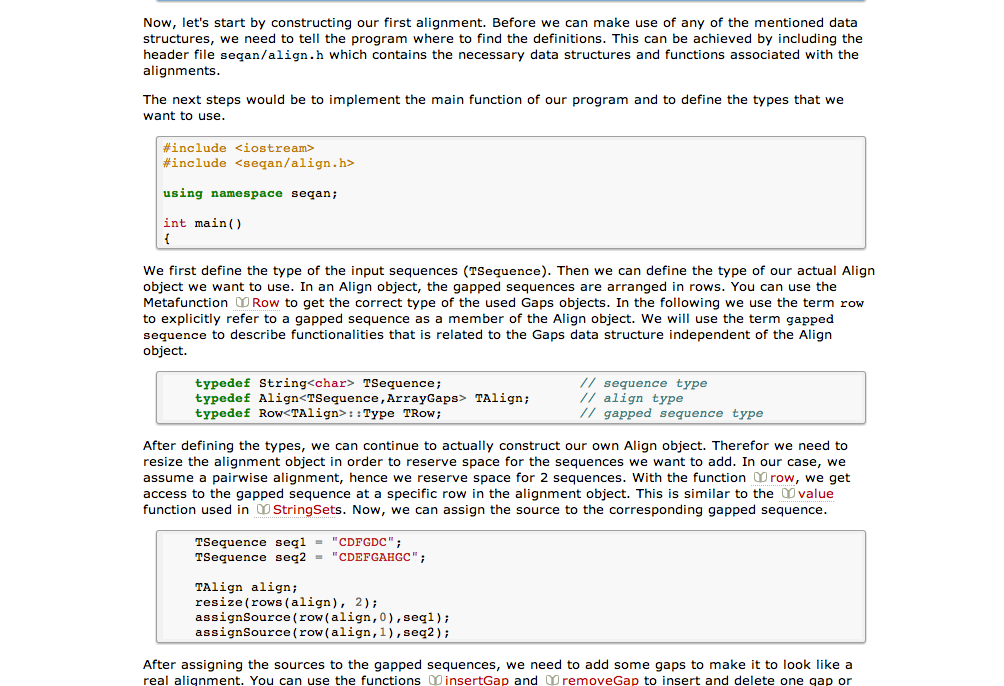 Now, let's start by constructing our first alignment. Before we can make use of any of the mentioned data
structures, we need to tell the program where to find the definitions. This can be achieved by including the
header file seqan/align.h which contains the necessary data structures and functions associated with the
alignments.
The next steps would be to implement the main function of our program and to define the types that we
want to use.
#include <iostream>
#include <seqan/align.h>
using namespace seqan;
int main()
{
We first define the type of the input sequences (TSequence). Then we can define the type of our actual Align
object we want to use. In an Align object, the gapped sequences are arranged in rows. You can use the
Metafunction Row to get the correct type of the used Gaps objects. In the following we use the term row
to explicitly refer to a gapped sequence as a member of the Align object. We will use the term gapped
sequence to describe functionalities that is related to the Gaps data structure independent of the Align
object.
typedef String<char> TSequence; // sequence type
typedef Align<TSequence,ArrayGaps> TAlign; // align type
typedef Row<TAlign>::Type TRow; // gapped sequence type
After defining the types, we can continue to actually construct our own Align object. Therefor we need to
resize the alignment object in order to reserve space for the sequences we want to add. In our case, we
assume a pairwise alignment, hence we reserve space for 2 sequences. With the function row, we get
access to the gapped sequence at a specific row in the alignment object. This is similar to the value
function used in StringSets. Now, we can assign the source to the corresponding gapped sequence.
TSequence seq1 = "CDFGDC";
TSequence seq2 = "CDEFGAHGC";
TAlign align;
resize(rows(align), 2);
assignSource(row(align,0),seq1);
assignSource(row(align,1),seq2);
After assigning the sources to the gapped sequences, we need to add some gaps to make it to look like a
real alignment. You can use the functions insertGap and removeGap to insert and delete one gap or